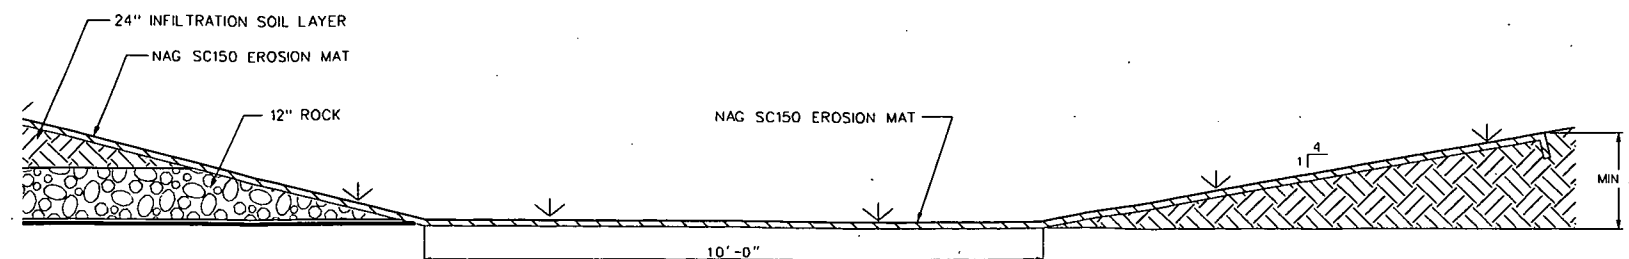 24" INFILTRATION SOIL LAYER
NAG SC150 EROSION MAT
12" ROCK
NAG SC150 EROSION MAT
4
1
MIN
10'-0"